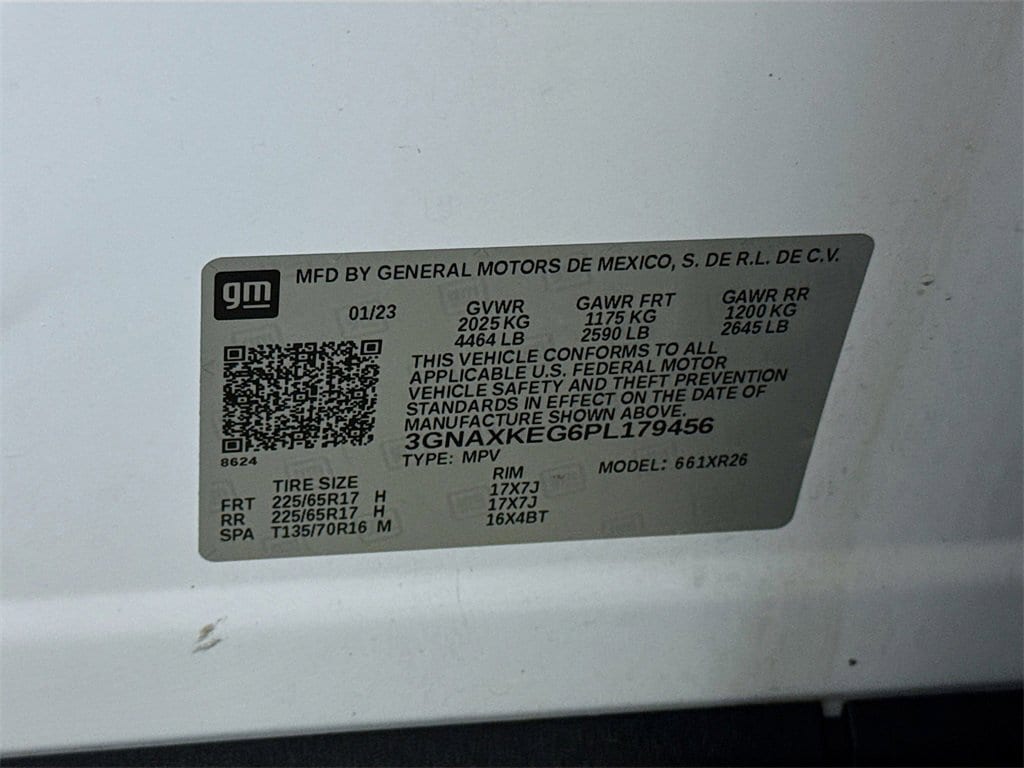 gm MFD BY GENERAL MOTORS DE MEXICO, S. DE R.L. DE C.V.
01/23 GVWR GAWR FRT GAWR RR
2025 KG 1175 KG 1200 KG
4464 LB 2590 LB 2645 LB
THIS VEHICLE CONFORMS TO ALL
APPLICABLE U.S. FEDERAL MOTOR
VEHICLE SAFETY AND THEFT PREVENTION
STANDARDS IN EFFECT ON THE DATE OF
MANUFACTURE SHOWN ABOVE.
3GNAXKEG6PL179456
8624
TYPE: MPV MODEL: 661XR26
TIRE SIZE RIM
FRT 225/65R17 H 17X7J
RR 225/65R17 H 17X7J
SPA T135/70R16 M 16X4BT